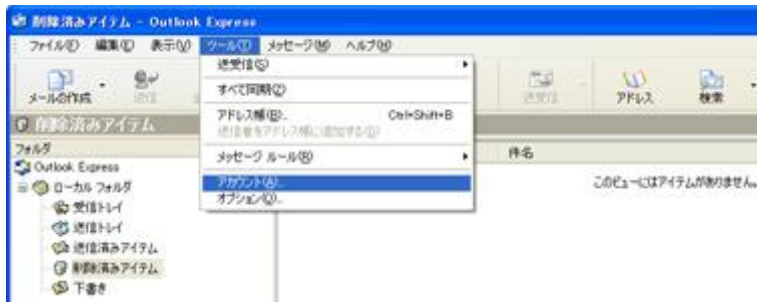 削除済みアイテム - Outlook Express
ファイル(F) 編集(E) 表示(V) ツール(T) メッセージ(M) ヘルプ(H)
メールの作成 返信 送受信 アドレス 検索
送受信(S)
すべて同期(Z)
アドレス帳(B)... Ctrl+Shift+B
送信者をアドレス帳に追加する(D)
メッセージ ルール(R)
アカウント(A)...
オプション(O)...
削除済みアイテム
フォルダ
件名
Outlook Express
ローカル フォルダ
受信トレイ
送信トレイ
送信済みアイテム
削除済みアイテム
下書き
このビューにはアイテムがありません。